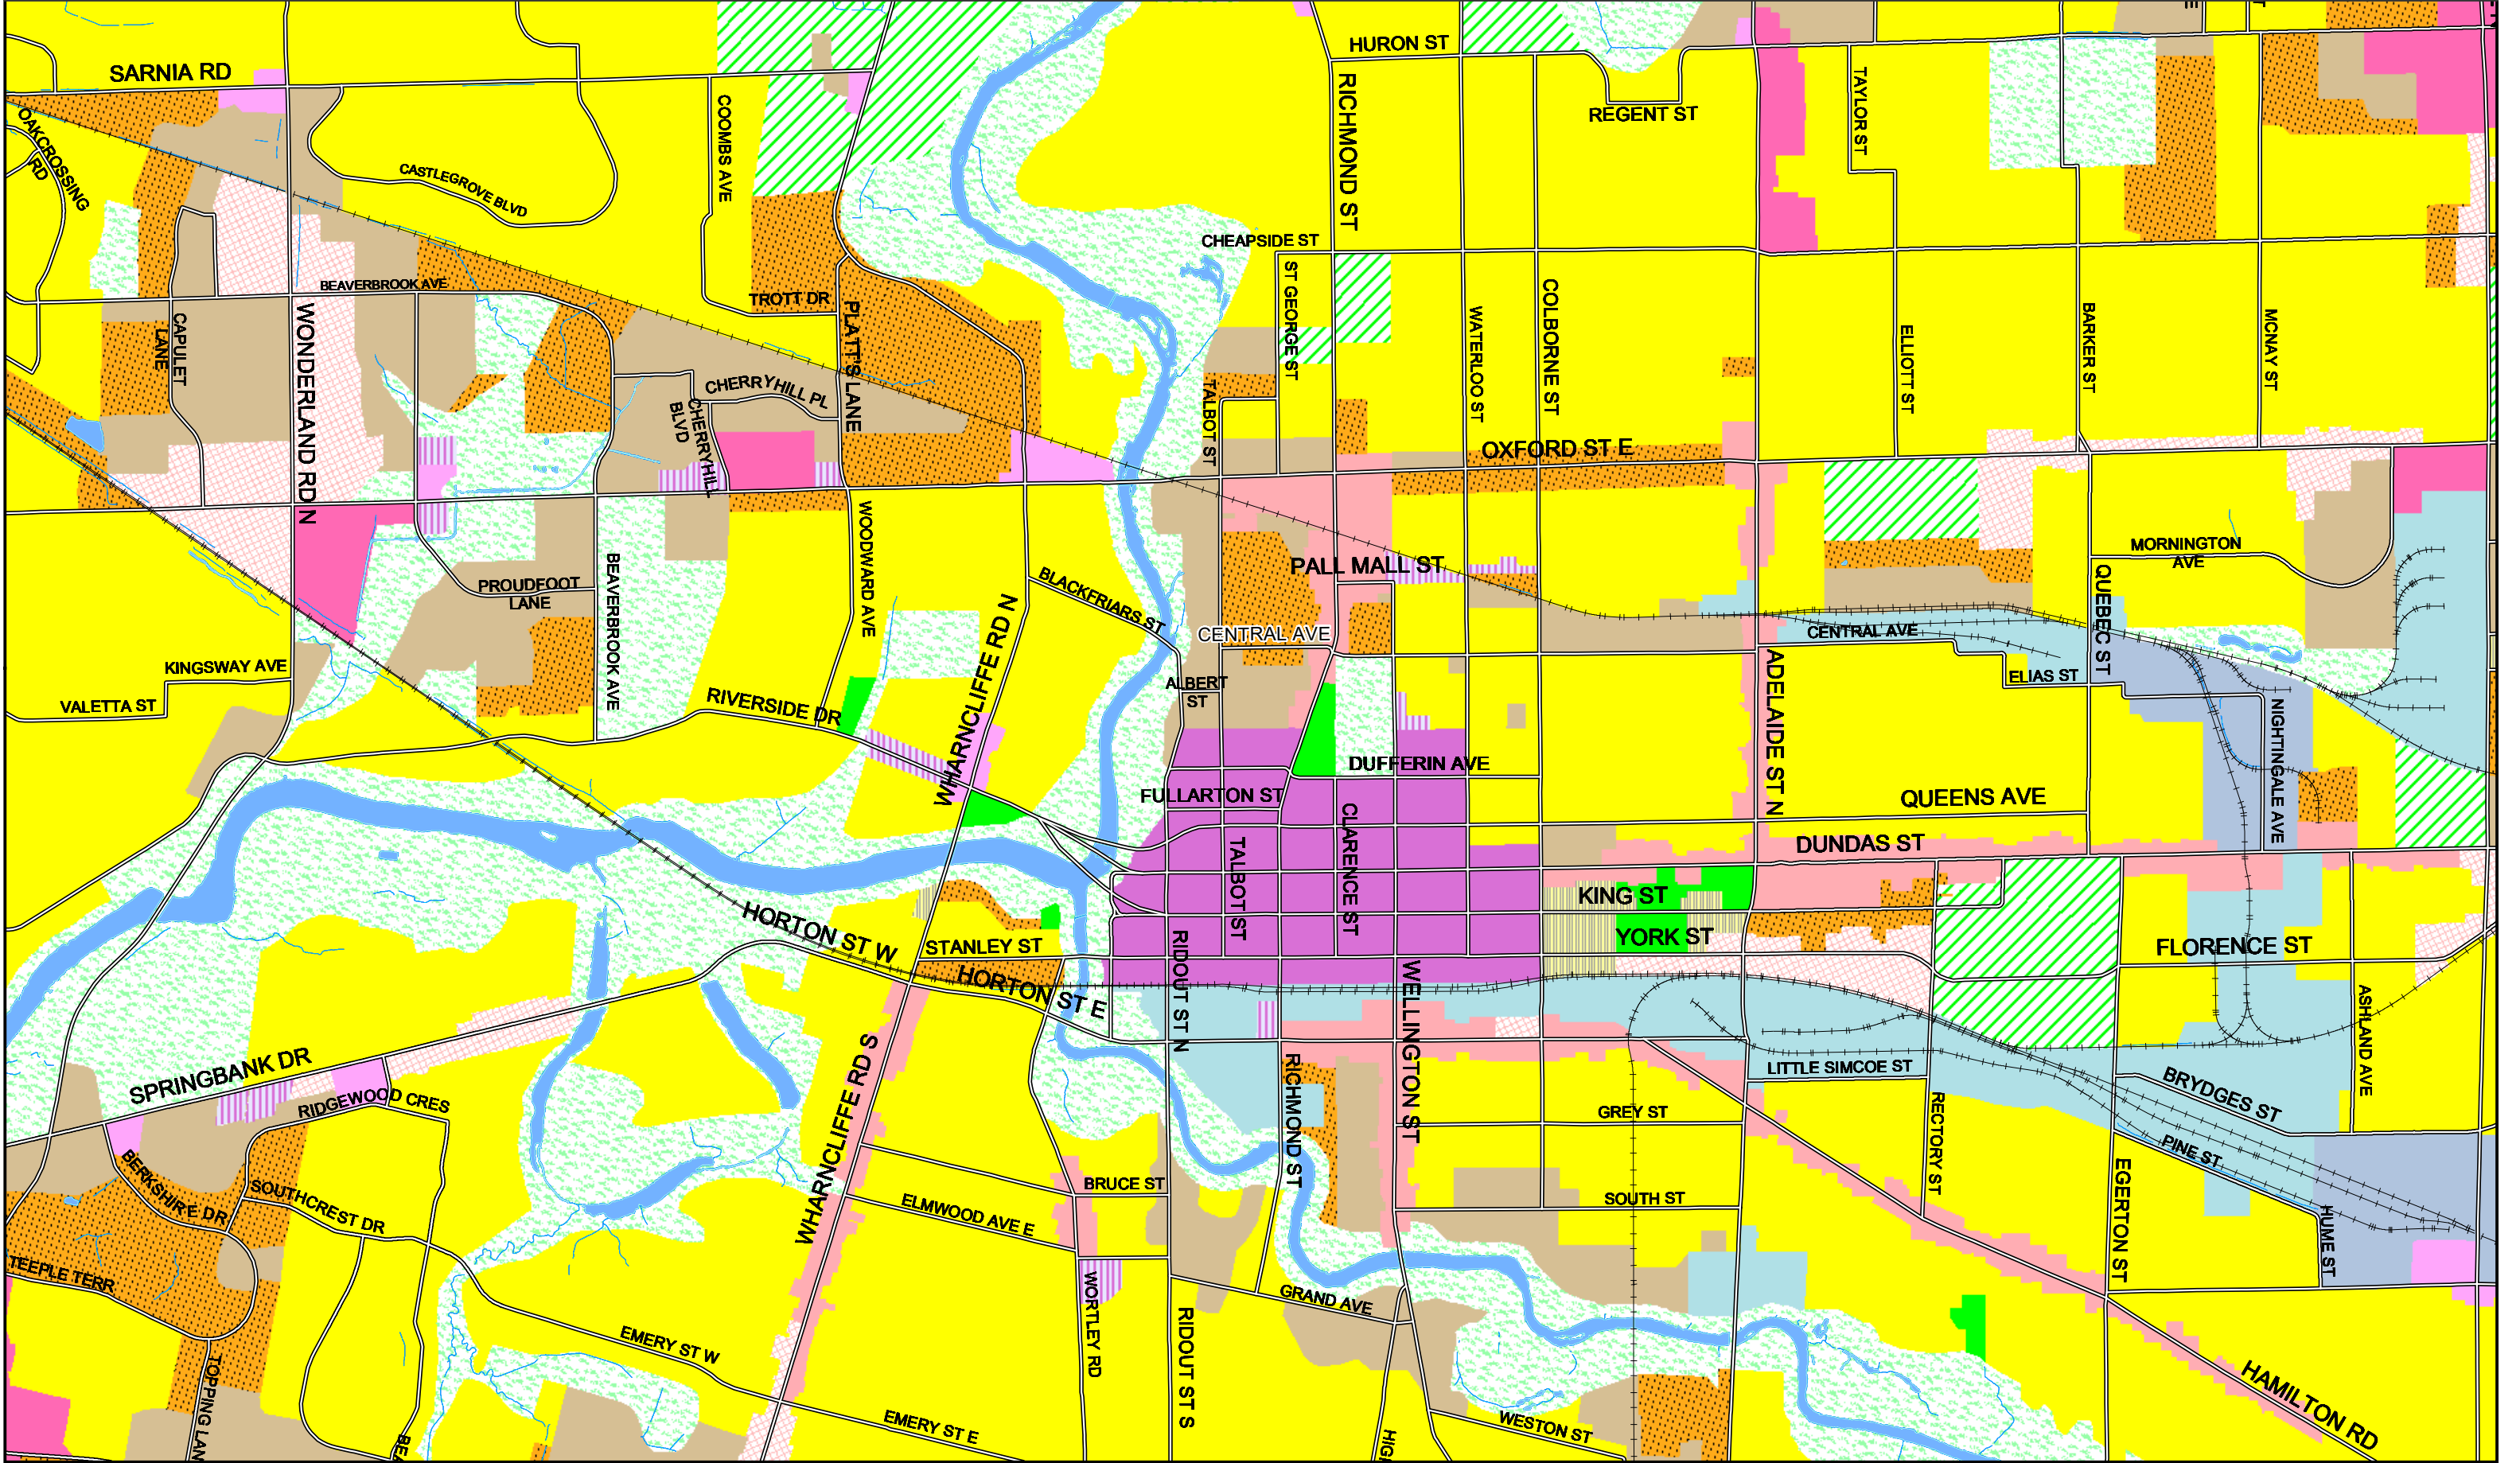 HURON ST
SARNIA RD
RICHMOND ST
REGENT ST
TAYLOR ST
COOMBS AVE
OAKCROSSING
RD
CASTLEGROVE BLVD
CHEAPSIDE ST
ST GEORGE ST
BEAVERBROOK AVE
TROTT DR
PLATT'S LANE
WONDERLAND RD N
CAPULET
LANE
COLBORNE ST
WATERLOO ST
ELLIOTT ST
BARKER ST
MCNAY ST
CHERRYHILL PL
CHERRYHILL
BLVD
TALBOT ST
OXFORD ST E
WOODWARD AVE
PALL MALL ST
MORNINGTON
AVE
QUEBEC ST
PROUDFOOT
LANE
BEAVERBROOK AVE
BLACKFRIARS ST
WHARNCLIFFE RD N
CENTRAL AVE
CENTRAL AVE
KINGSWAY AVE
VALETTA ST
RIVERSIDE DR
ALBERT
ST
ADELAIDE ST N
ELIAS ST
NIGHTINGALE AVE
DUFFERIN AVE
FULLARTON ST
CLARENCE ST
QUEENS AVE
TALBOT ST
DUNDAS ST
KING ST
YORK ST
HORTON ST W
STANLEY ST
HORTON ST E
RIDOUT ST N
WELLINGTON ST
FLORENCE ST
ASHLAND AVE
SPRINGBANK DR
RIDGEWOOD CRES
WHARNCLIFFE RD S
RICHMOND ST
LITTLE SIMCOE ST
GREY ST
RECTORY ST
BRYDGES ST
PINE ST
EGERTON ST
HUME ST
BERKSHIRE DR
SOUTHCREST DR
BRUCE ST
ELMWOOD AVE E
SOUTH ST
TEEPLE TERR
WORTLEY RD
GRAND AVE
RIDOUT ST S
EMERY ST W
TOPPING LAN
BEA
EMERY ST E
HIG
WESTON ST
HAMILTON RD